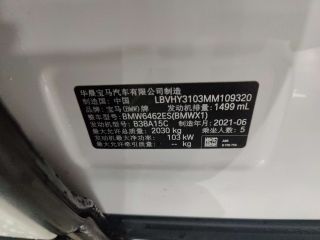 华晨宝马汽车有限公司制造
制造国：中国 LBVHY3103MM109320
品牌：宝马(BMW)牌 发动机排量：1499 mL
整车型号：BMW6462ES(BMWX1)
发动机型号：B38A15C 制造年月：2021-06
最大允许总质量：2030 kg 乘坐人数：5
发动机最大净功率：103 kW
最大允许牵引质量：-- kg